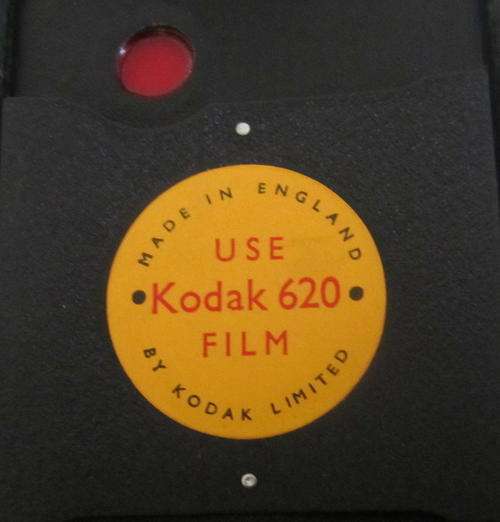 MADE IN ENGLAND
USE
Kodak 620
FILM
BY KODAK LIMITED